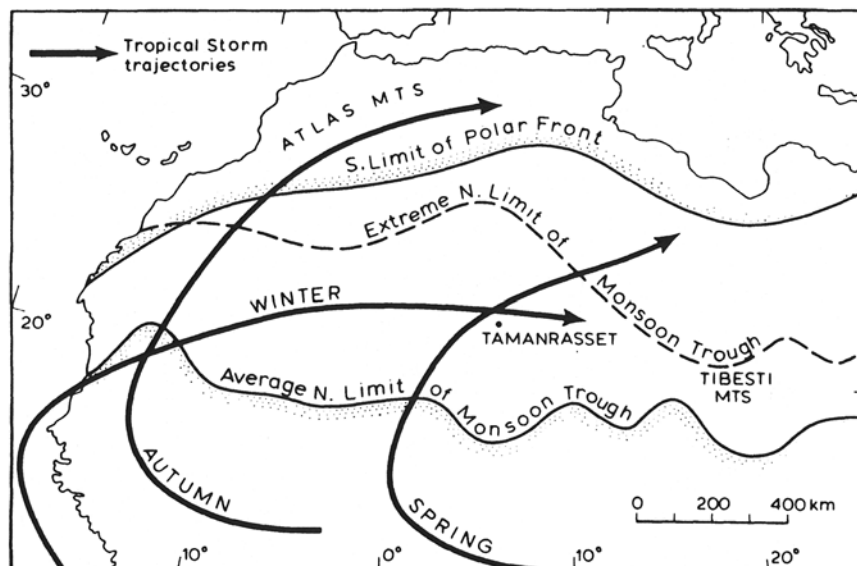 Tropical Storm
trajectories
30°
ATLAS MTS
S. Limit of Polar Front
Extreme N. Limit of Monsoon Trough
WINTER
20°
TAMANRASSET
TIBESTI
MTS
Average N. Limit of Monsoon Trough
AUTUMN
SPRING
0 200 400 km
10° 0° 10° 20°